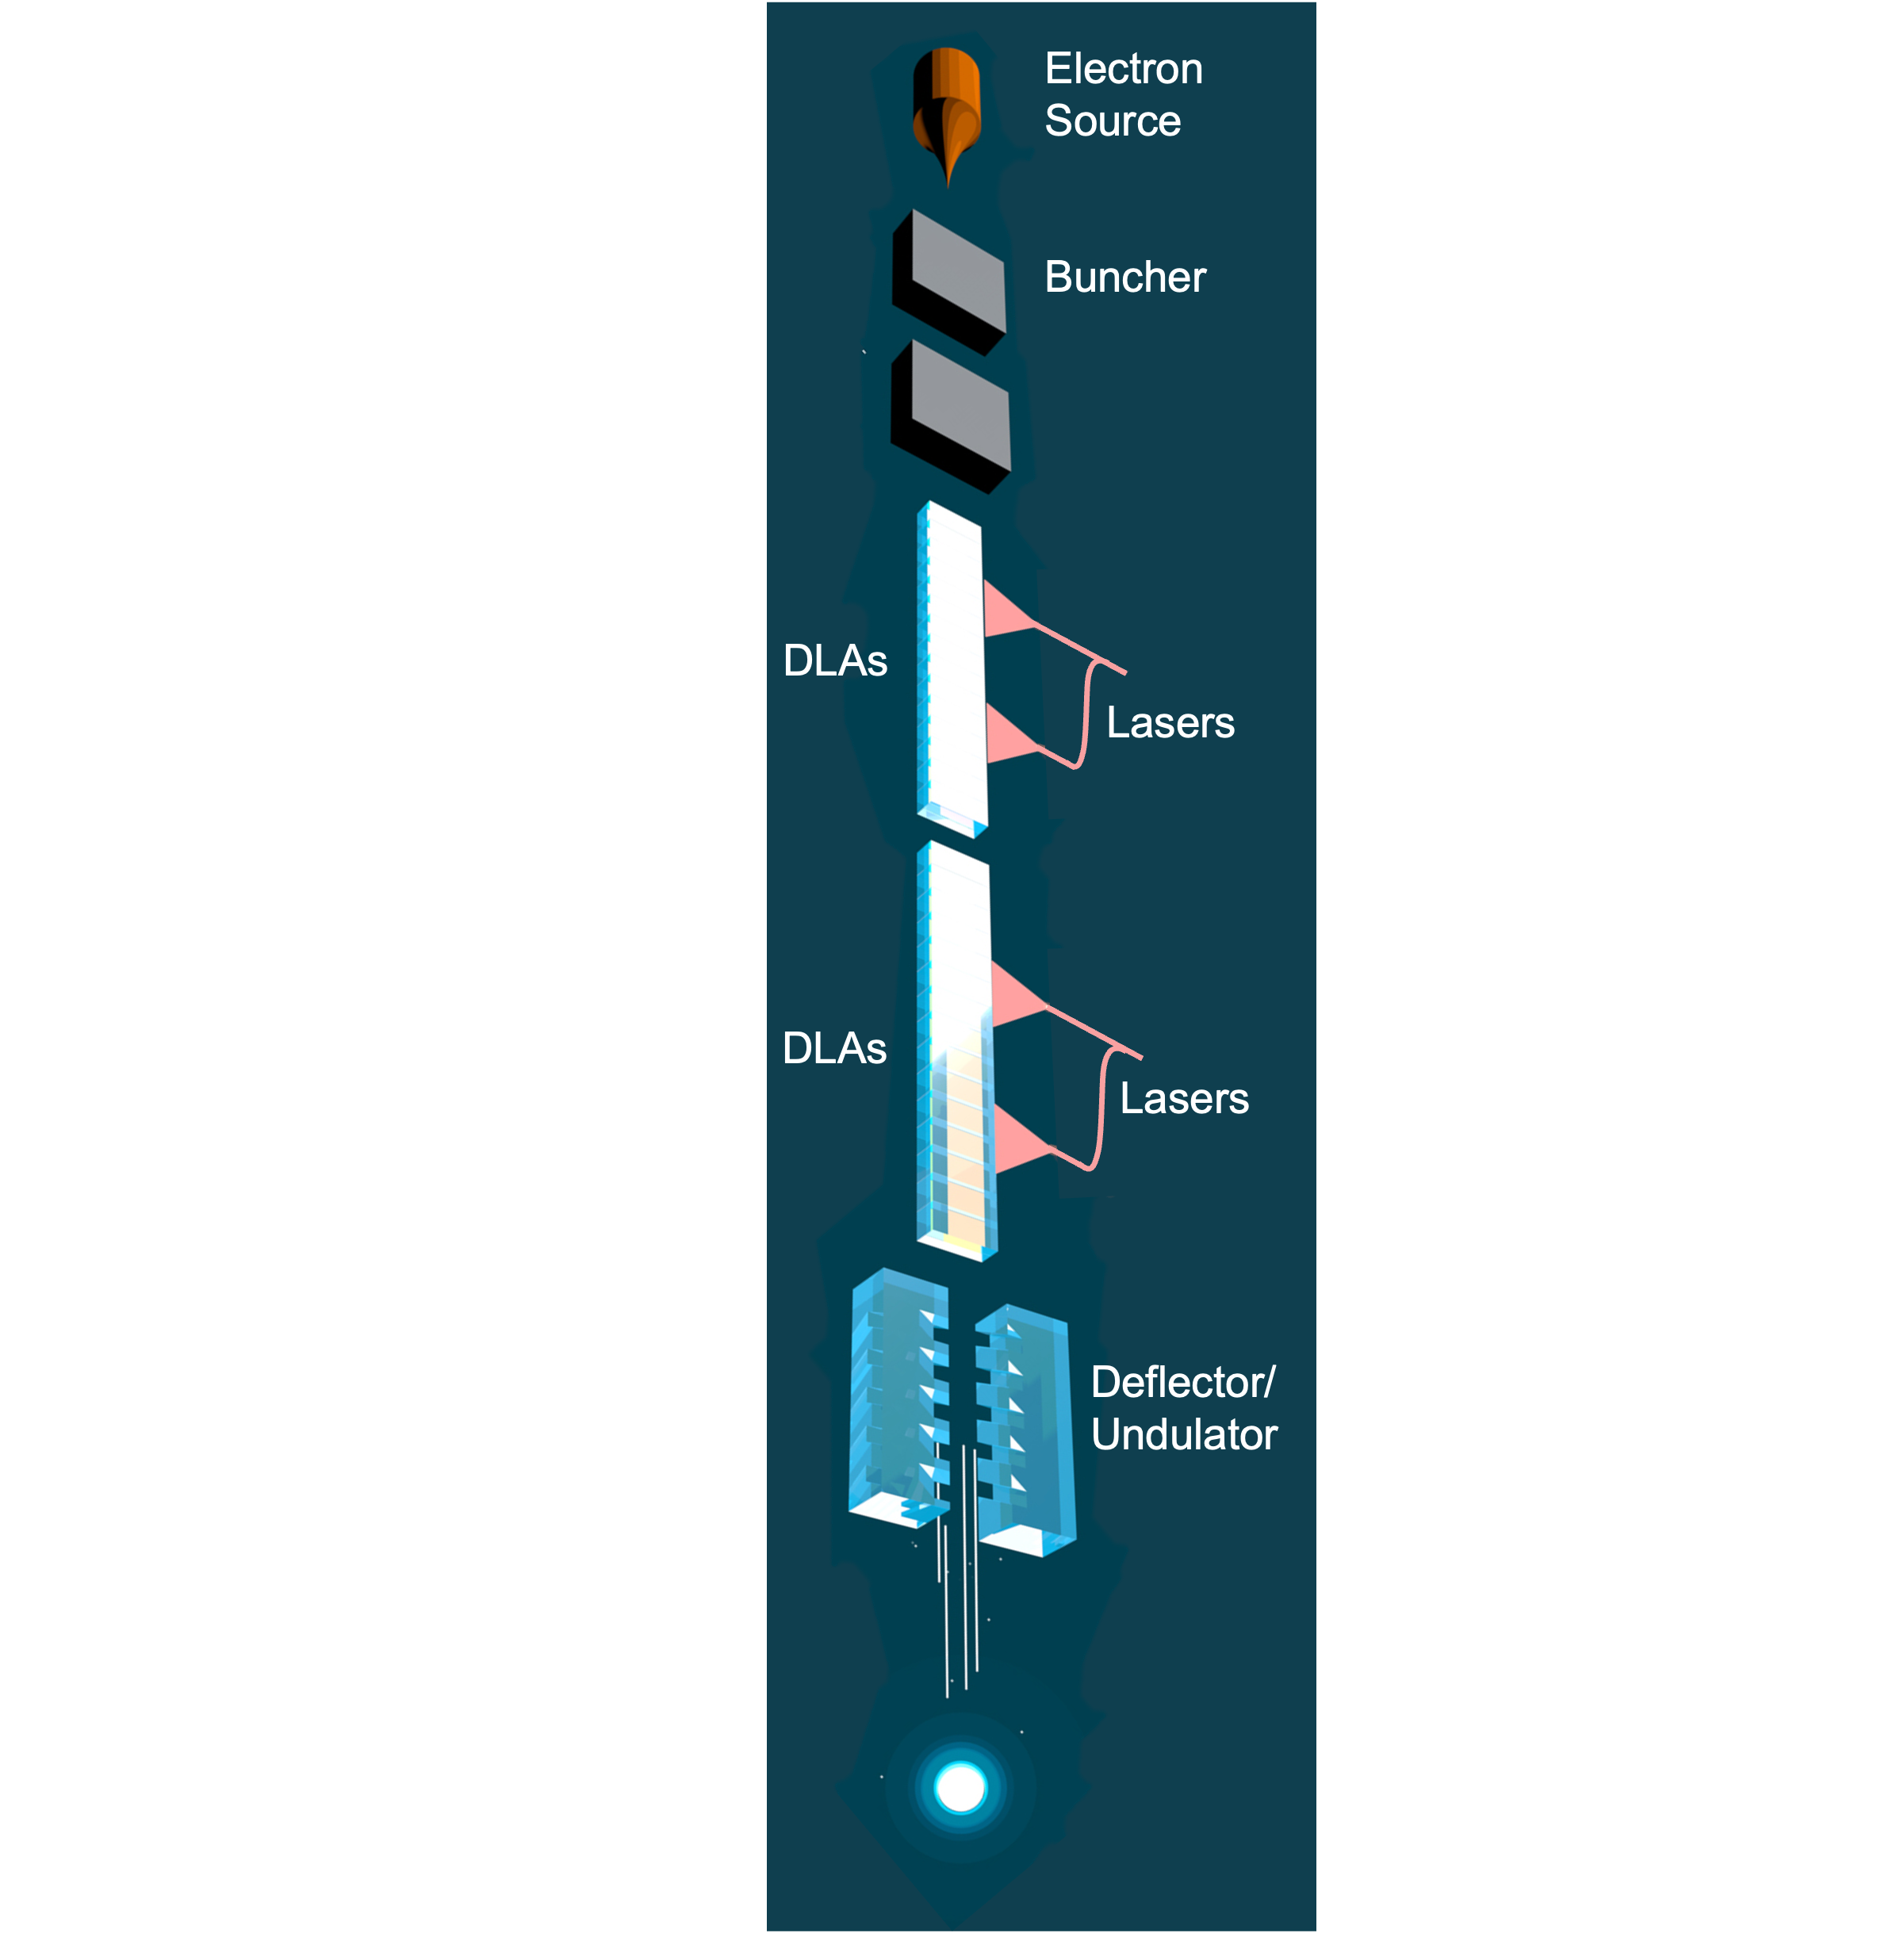 Electron
Source
Buncher
DLAs
Lasers
DLAs
Lasers
Deflector/
Undulator